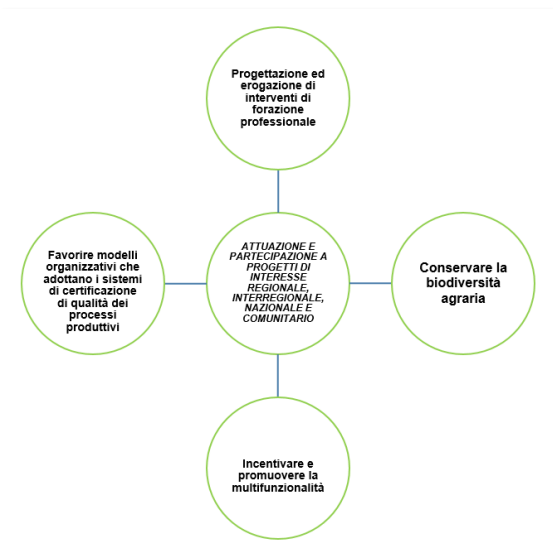 Progettazione ed
erogazione di
interventi di
forazione
professionale
Favorire modelli
organizzativi che
adottano i sistemi
di certificazione
di qualità dei
processi
produttivi
ATTUAZIONE E
PARTECIPAZIONE A
PROGETTI DI
INTERESSE
REGIONALE,
INTERREGIONALE,
NAZIONALE E
COMUNITARIO
Conservare la
biodiversità
agraria
Incentivare e
promuovere la
multifunzionalità